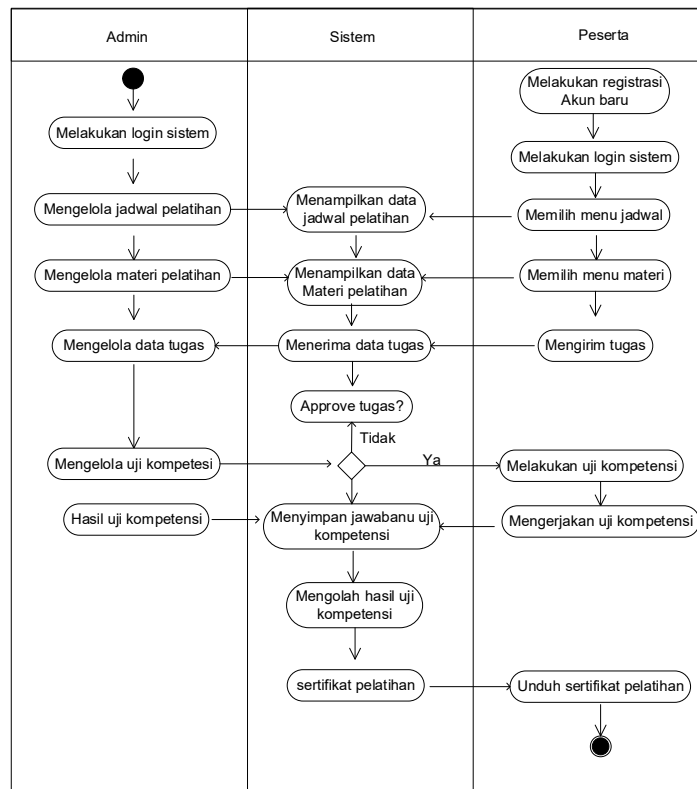 Admin
Sistem
Peserta
Melakukan registrasi
Akun baru
Melakukan login sistem
Melakukan login sistem
Mengelola jadwal pelatihan
Menampilkan data
jadwal pelatihan
Memilih menu jadwal
Mengelola materi pelatihan
Menampilkan data
Materi pelatihan
Memilih menu materi
Mengelola data tugas
Menerima data tugas
Mengirim tugas
Approve tugas?
Tidak
Ya
Mengelola uji kompetesi
Melakukan uji kompetensi
Hasil uji kompetensi
Menyimpan jawabanu uji
kompetensi
Mengerjakan uji kompetensi
Mengolah hasil uji
kompetensi
sertifikat pelatihan
Unduh sertifikat pelatihan